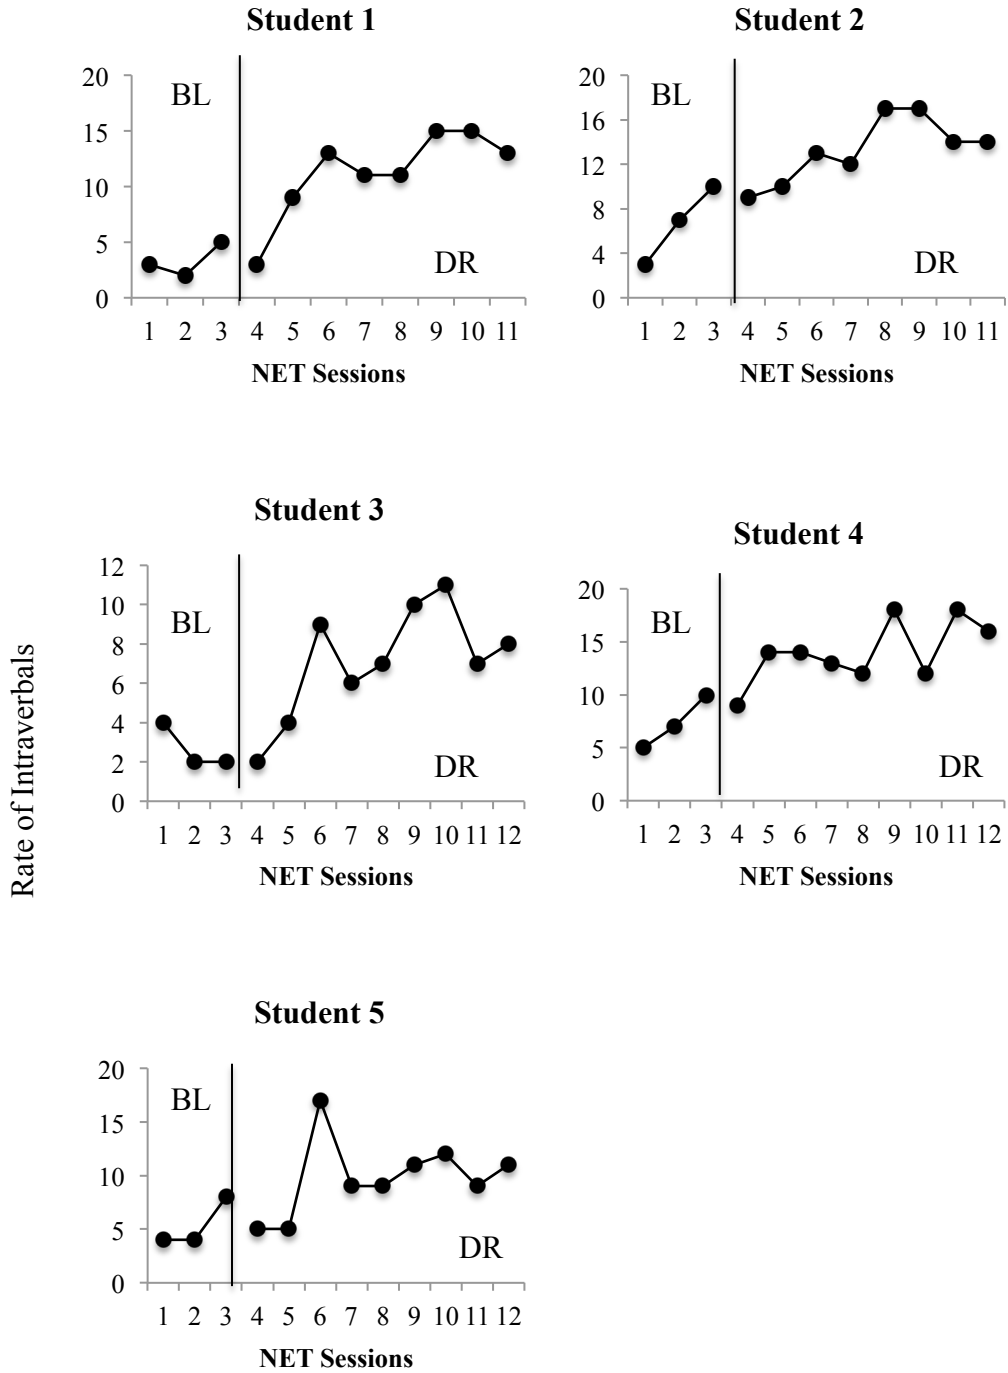 Student 1
20
15
10
5
0
BL
DR
1 2 3 4 5 6 7 8 9 10 11
NET Sessions
Student 2
20
16
12
8
4
0
BL
DR
1 2 3 4 5 6 7 8 9 10 11
NET Sessions
Rate of Intraverbals
Student 3
12
10
8
6
4
2
0
BL
DR
1 2 3 4 5 6 7 8 9 10 11 12
NET Sessions
Student 4
20
15
10
5
0
BL
DR
1 2 3 4 5 6 7 8 9 10 11 12
NET Sessions
Student 5
20
15
10
5
0
BL
DR
1 2 3 4 5 6 7 8 9 10 11 12
NET Sessions